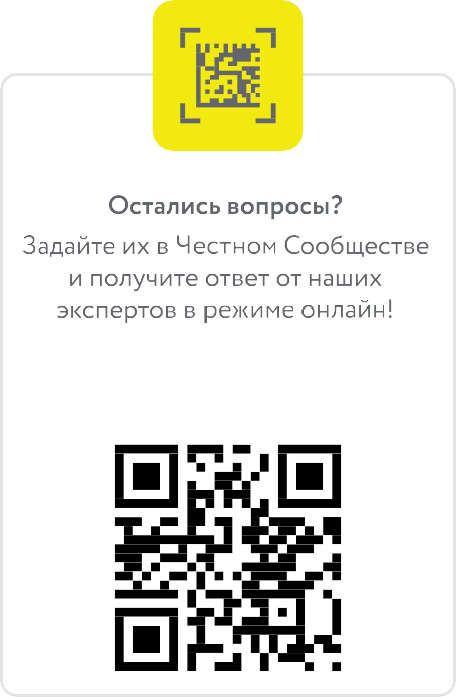 Остались вопросы?
Задайте их в Честном Сообществе
и получите ответ от наших
экспертов в режиме онлайн!